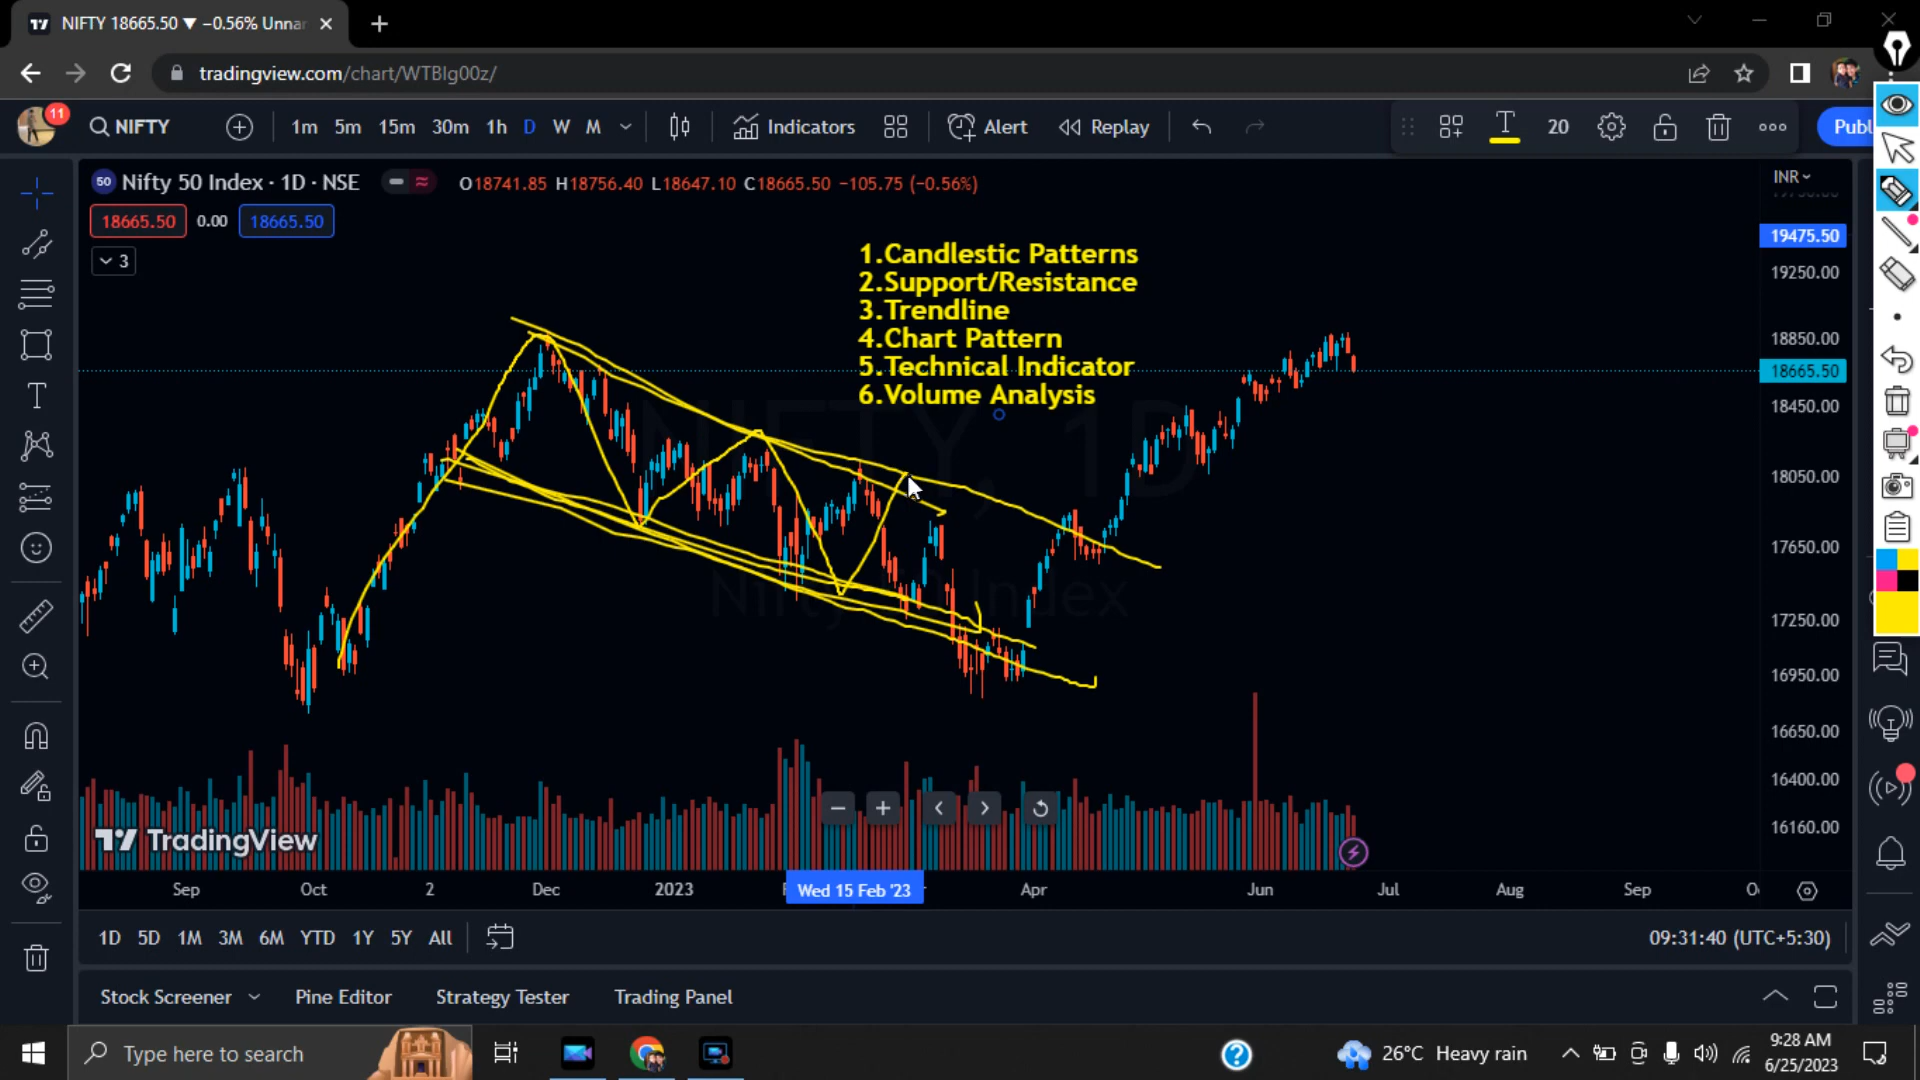 NIFTY 18665.50 ▼ −0.56% Unnar
tradingview.com/chart/WTBIg00z/
11
NIFTY
1m 5m 15m 30m 1h D W M
Indicators
Alert
Replay
20
Publ
50 Nifty 50 Index · 1D · NSE
O18741.85 H18756.40 L18647.10 C18665.50 −105.75 (−0.56%)
INR
18665.50 0.00 18665.50
3
1.Candlestic Patterns
2.Support/Resistance
3.Trendline
4.Chart Pattern
5.Technical Indicator
6.Volume Analysis
NIFTY, 1D
19475.50
19250.00
18850.00
18665.50
18450.00
18050.00
17650.00
17250.00
16950.00
16650.00
16400.00
16160.00
TradingView
Sep Oct 2 Dec 2023 Wed 15 Feb '23 Apr Jun Jul Aug Sep
1D 5D 1M 3M 6M YTD 1Y 5Y All
09:31:40 (UTC+5:30)
Stock Screener Pine Editor Strategy Tester Trading Panel
Type here to search
26°C Heavy rain
9:28 AM
6/25/2023